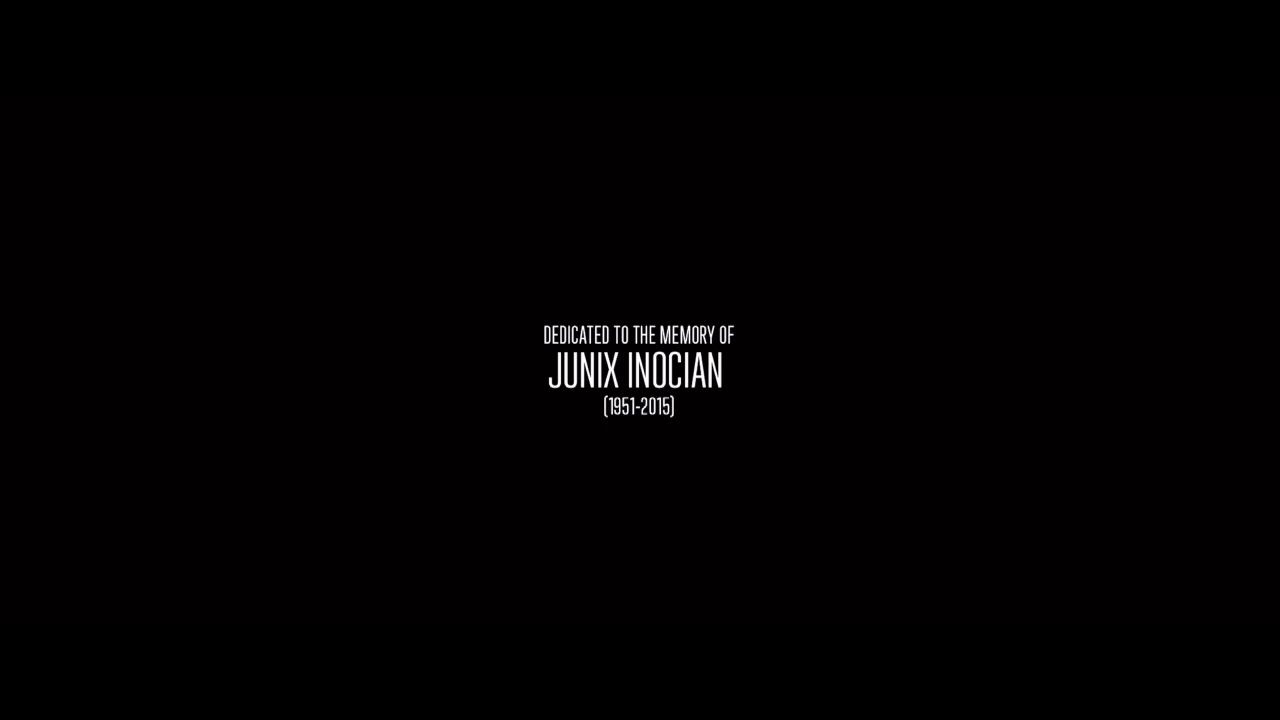 DEDICATED TO THE MEMORY OF
JUNIX INOCIAN
(1951-2015)